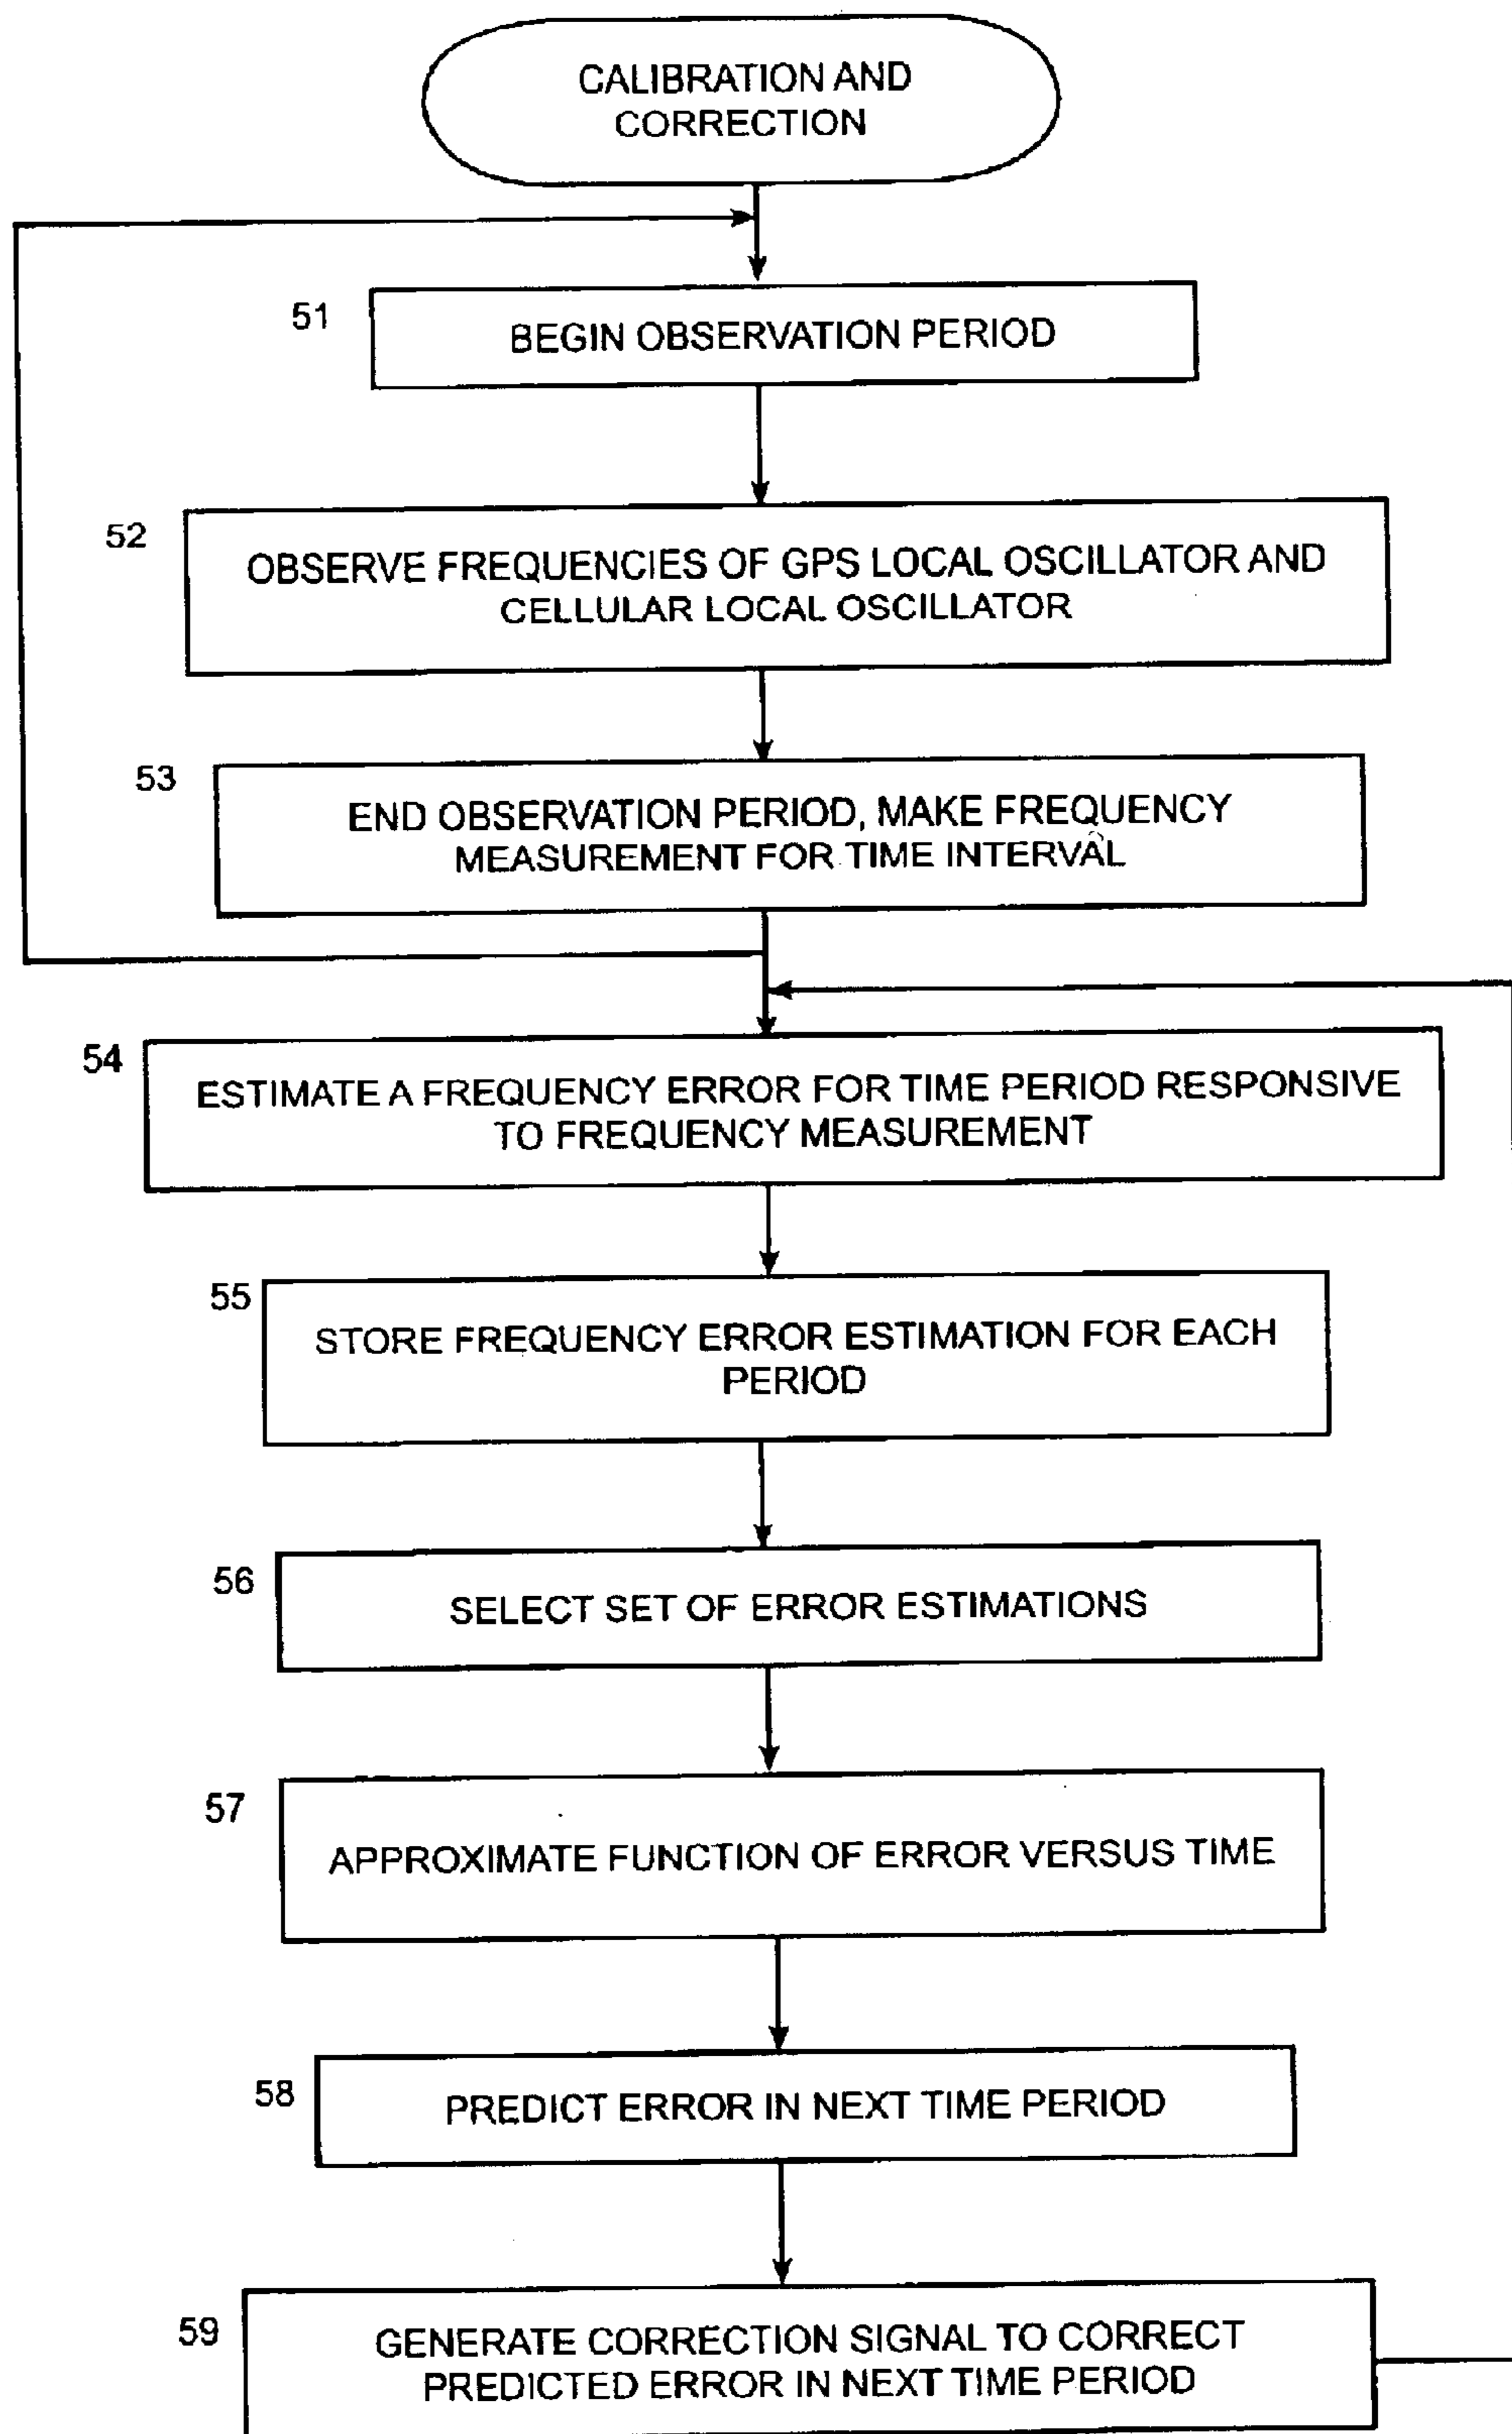 CALIBRATION AND
CORRECTION
51
BEGIN OBSERVATION PERIOD
52
OBSERVE FREQUENCIES OF GPS LOCAL OSCILLATOR AND
CELLULAR LOCAL OSCILLATOR
53
END OBSERVATION PERIOD, MAKE FREQUENCY
MEASUREMENT FOR TIME INTERVAL
54
ESTIMATE A FREQUENCY ERROR FOR TIME PERIOD RESPONSIVE
TO FREQUENCY MEASUREMENT
55
STORE FREQUENCY ERROR ESTIMATION FOR EACH
PERIOD
56
SELECT SET OF ERROR ESTIMATIONS
57
APPROXIMATE FUNCTION OF ERROR VERSUS TIME
58
PREDICT ERROR IN NEXT TIME PERIOD
59
GENERATE CORRECTION SIGNAL TO CORRECT
PREDICTED ERROR IN NEXT TIME PERIOD